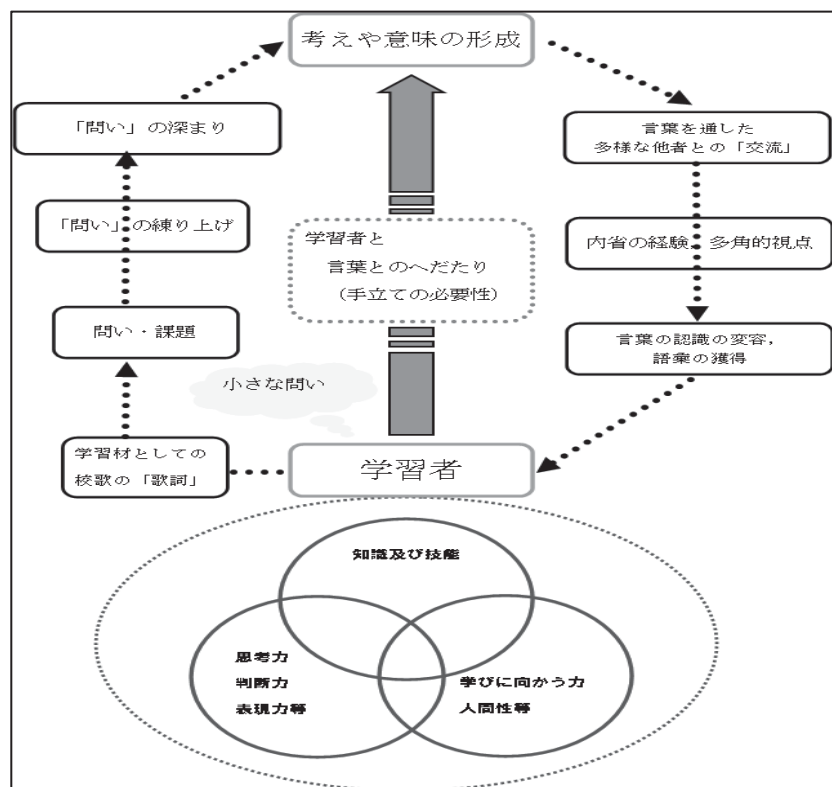 考えや意味の形成
「問い」の深まり
言葉を通した
多様な他者との「交流」
「問い」の練り上げ
学習者と
言葉とのへだたり
(手立ての必要性)
内省の経験，多角的視点
問い・課題
言葉の認識の変容，
語彙の獲得
小さな問い
学習材としての
校歌の「歌詞」
学習者
知識及び技能
思考力
判断力
表現力等
学びに向かう力
人間性等